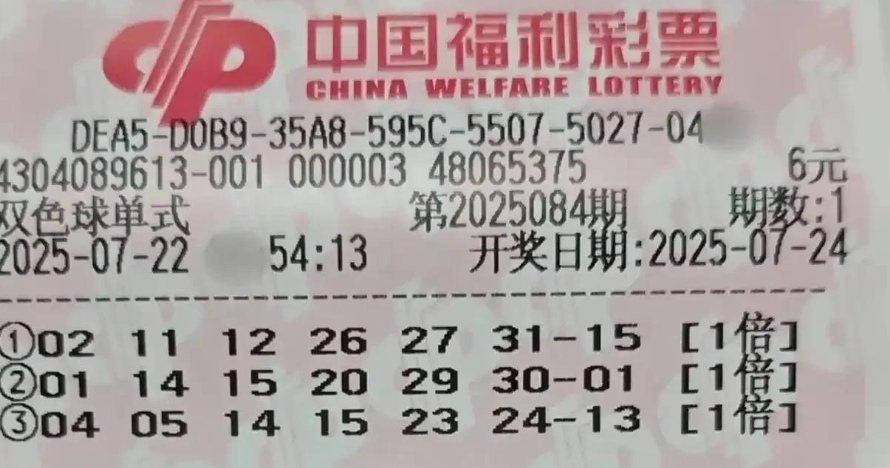 中国福利彩票
CHINA WELFARE LOTTERY
DEA5-D0B9-35A8-595C-5507-5027-04
4304089613-001 000003 48065375 6元
双色球单式 第2025084期 期数:1
2025-07-22 54:13 开奖日期:2025-07-24
①02 11 12 26 27 31-15 [1倍]
②01 14 15 20 29 30-01 [1倍]
③04 05 14 15 23 24-13 [1倍]